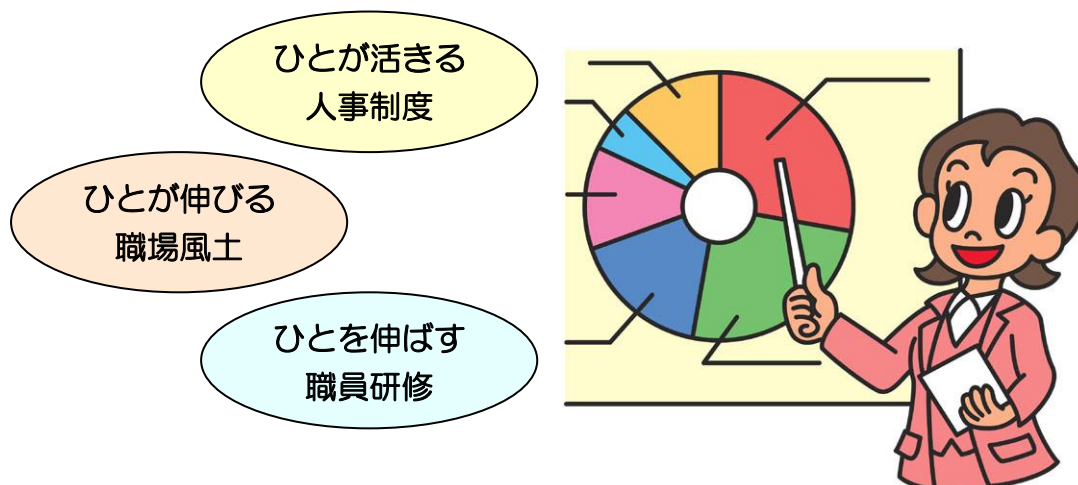 ひとが活きる
人事制度
ひとが伸びる
職場風土
ひとを伸ばす
職員研修